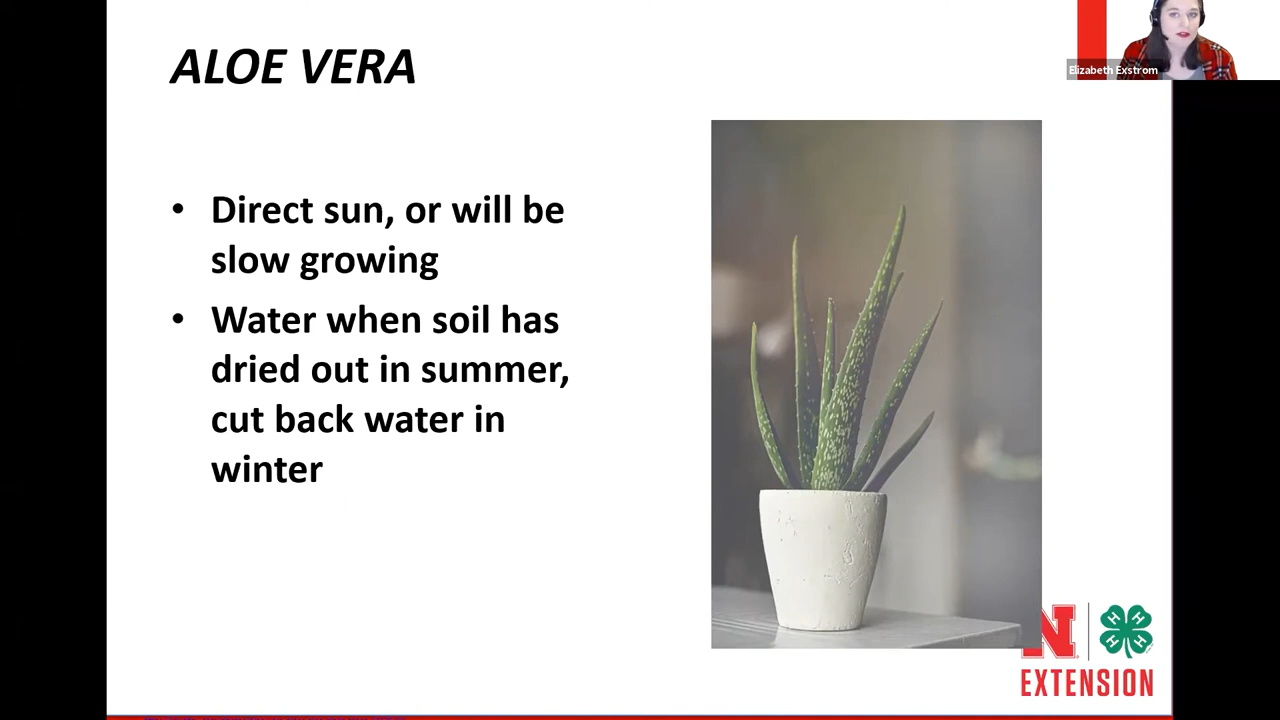 ALOE VERA
Elizabeth Exstrom
• Direct sun, or will be
slow growing
• Water when soil has
dried out in summer,
cut back water in
winter
N
H H H H
EXTENSION